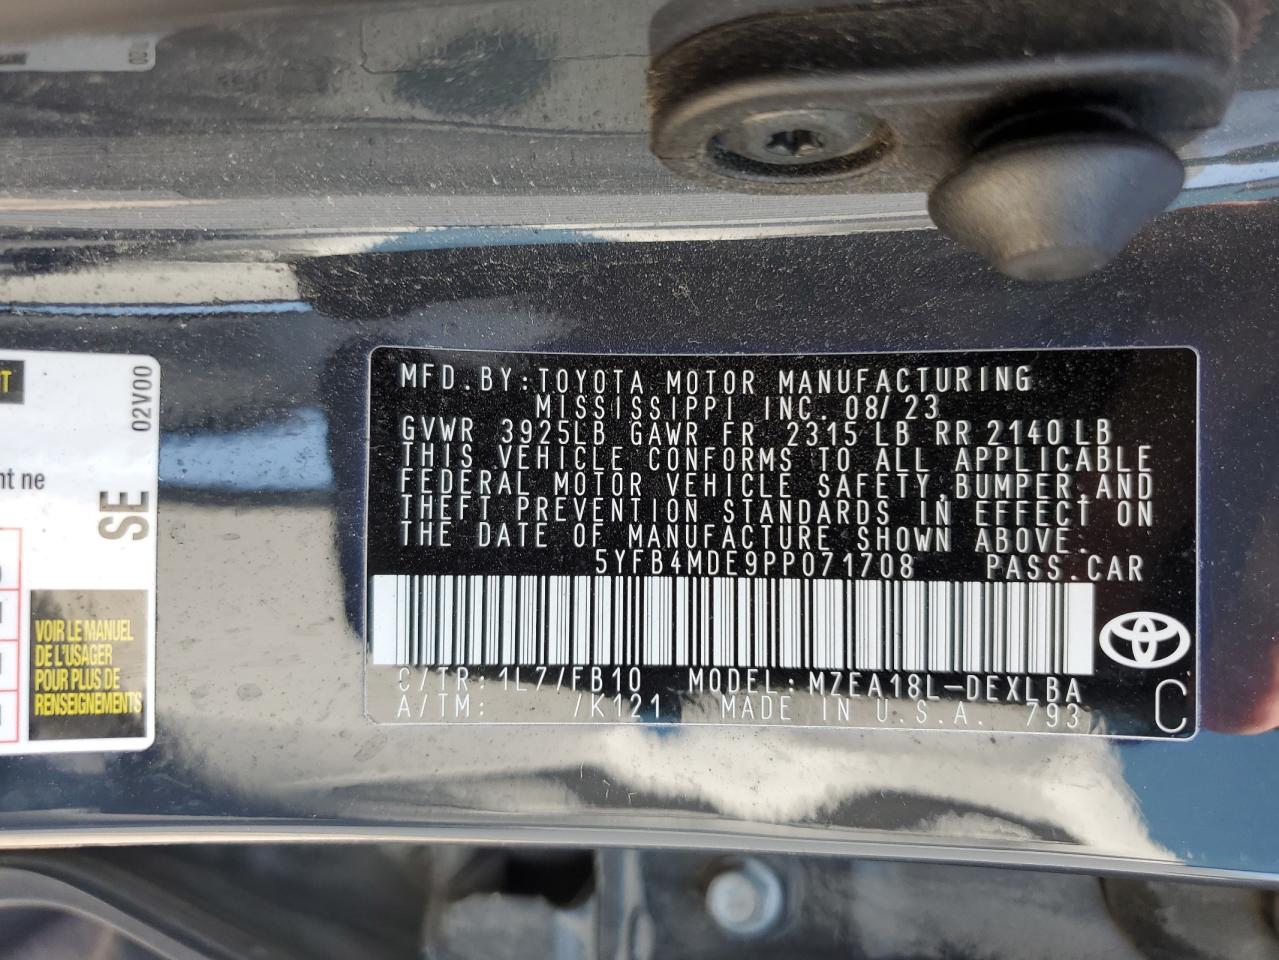 MFD.BY:TOYOTA MOTOR MANUFACTURING
MISSISSIPPI INC. 08/23
GVWR 3925LB GAWR FR 2315 LB RR 2140 LB
THIS VEHICLE CONFORMS TO ALL APPLICABLE
FEDERAL MOTOR VEHICLE SAFETY,BUMPER,AND
THEFT PREVENTION STANDARDS IN EFFECT ON
THE DATE OF MANUFACTURE SHOWN ABOVE.
5YFB4MDE9PP071708 PASS.CAR
C/TR:1L7/FB10 MODEL:MZEA18L-DEXLBA
A/TM: /K121 MADE IN U.S.A. 793
C
02V00
SE
nt ne
VOIR LE MANUEL
DE L'USAGER
POUR PLUS DE
RENSEIGNEMENTS